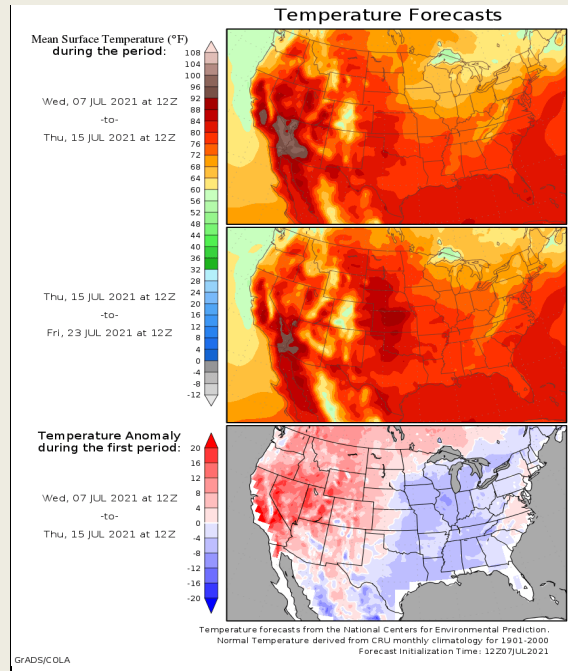 Temperature Forecasts
Mean Surface Temperature (°F)
during the period:
Wed, 07 JUL 2021 at 12Z
-to-
Thu, 15 JUL 2021 at 12Z
108
104
100
96
92
88
84
80
76
72
68
64
60
56
52
48
44
40
36
32
28
24
20
16
12
8
4
0
-4
-8
-12
Thu, 15 JUL 2021 at 12Z
-to-
Fri, 23 JUL 2021 at 12Z
Temperature Anomaly
during the first period:
Wed, 07 JUL 2021 at 12Z
-to-
Thu, 15 JUL 2021 at 12Z
20
16
12
8
4
0
-4
-8
-12
-16
-20
Temperature forecasts from the National Centers for Environmental Prediction.
Normal Temperature derived from CRU monthly climatology for 1901-2000
Forecast Initialization Time: 12Z07JUL2021
GrADS/COLA